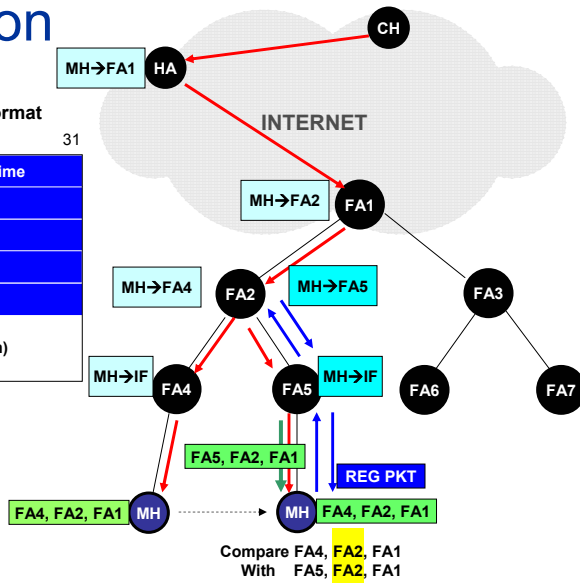 on
CH
MH→FA1
HA
ormat
31
INTERNET
ime
MH→FA2
FA1
MH→FA4
FA2
MH→FA5
FA3
)
MH→IF
FA4
FA5
MH→IF
FA6
FA7
FA5, FA2, FA1
REG PKT
FA4, FA2, FA1
MH
MH
FA4, FA2, FA1
Compare FA4, FA2, FA1
With FA5, FA2, FA1